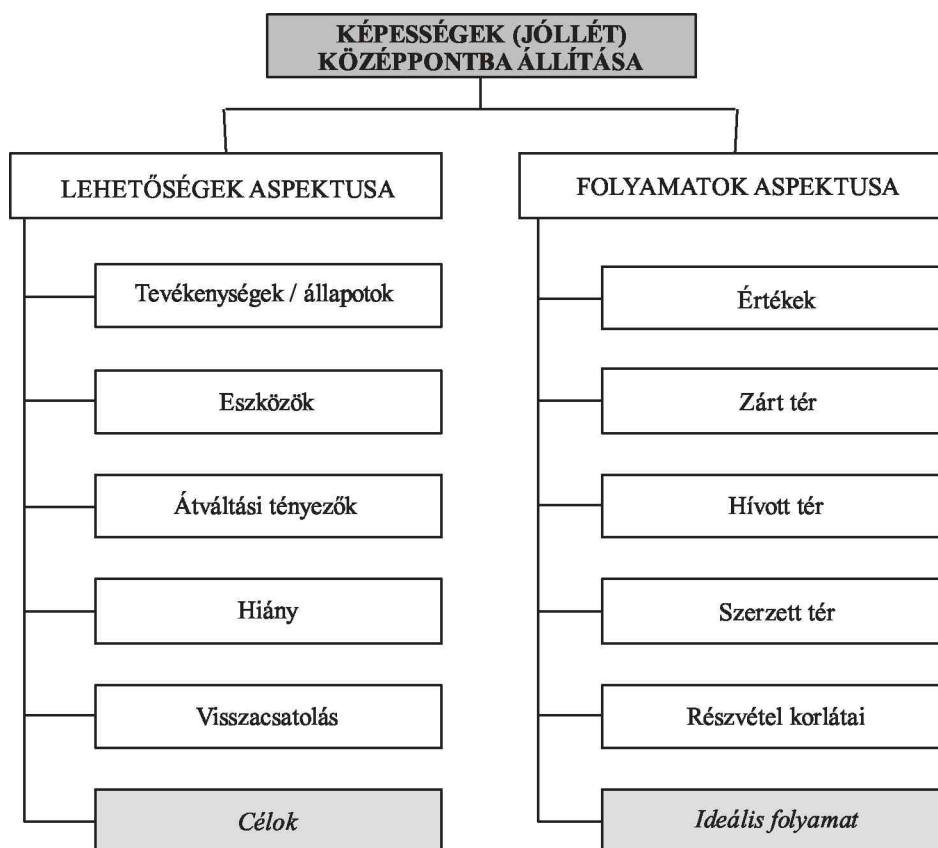 KÉPESSÉGEK (JÓLLÉT)
KÖZÉPPONTBA ÁLLÍTÁSA
LEHETŐSÉGEK ASPEKTUSA
Tevékenységek / állapotok
Eszközök
Átváltási tényezők
Hiány
Visszacsatolás
Célok
FOLYAMATOK ASPEKTUSA
Értékek
Zárt tér
Hívott tér
Szerzett tér
Részvétel korlátai
Ideális folyamat